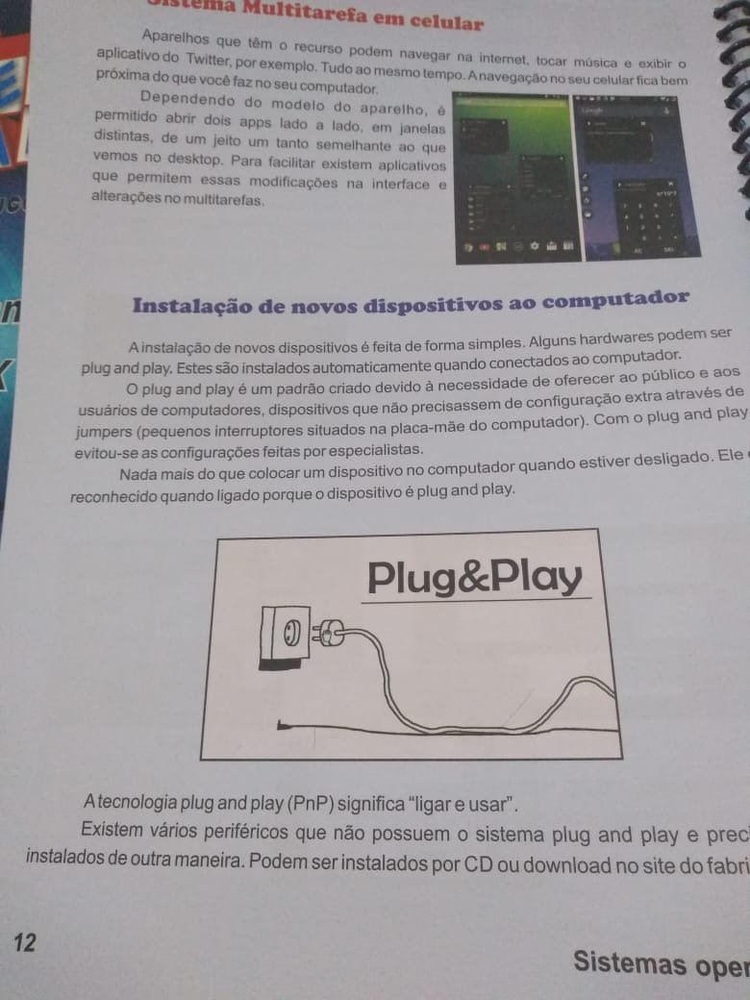 Sistema Multitarefa em celular
Aparelhos que têm o recurso podem navegar na internet, tocar música e exibir o
aplicativo do Twitter, por exemplo. Tudo ao mesmo tempo. A navegação no seu celular fica bem
próxima do que você faz no seu computador.
Dependendo do modelo do aparelho, é
permitido abrir dois apps lado a lado, em janelas
distintas, de um jeito um tanto semelhante ao que
vemos no desktop. Para facilitar existem aplicativos
que permitem essas modificações na interface e
alterações no multitarefas.
Google
Instalação de novos dispositivos ao computador
A instalação de novos dispositivos é feita de forma simples. Alguns hardwares podem ser
plug and play. Estes são instalados automaticamente quando conectados ao computador.
O plug and play é um padrão criado devido à necessidade de oferecer ao público e aos
usuários de computadores, dispositivos que não precisassem de configuração extra através de
jumpers (pequenos interruptores situados na placa-mãe do computador). Com o plug and play
evitou-se as configurações feitas por especialistas.
Nada mais do que colocar um dispositivo no computador quando estiver desligado. Ele
reconhecido quando ligado porque o dispositivo é plug and play.
Plug&Play
A tecnologia plug and play (PnP) significa “ligar e usar”.
Existem vários periféricos que não possuem o sistema plug and play e prec
instalados de outra maneira. Podem ser instalados por CD ou download no site do fabri
12
Sistemas oper